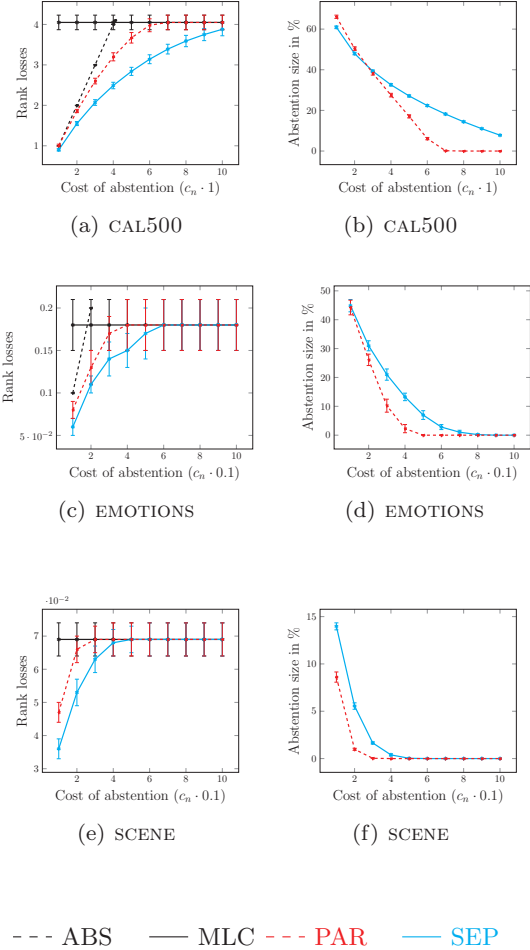 4
3
2
1
Rank losses
2 4 6 8 10
Cost of abstention (cₙ · 1)
(a) CAL500
60
40
20
0
Abstention size in %
2 4 6 8 10
Cost of abstention (cₙ · 1)
(b) CAL500
0.2
0.15
0.1
5 · 10⁻²
Rank losses
2 4 6 8 10
Cost of abstention (cₙ · 0.1)
(c) EMOTIONS
50
40
30
20
10
0
Abstention size in %
2 4 6 8 10
Cost of abstention (cₙ · 0.1)
(d) EMOTIONS
·10⁻²
7
6
5
4
3
Rank losses
2 4 6 8 10
Cost of abstention (cₙ · 0.1)
(e) SCENE
15
10
5
0
Abstention size in %
2 4 6 8 10
Cost of abstention (cₙ · 0.1)
(f) SCENE
ABS MLC PAR SEP